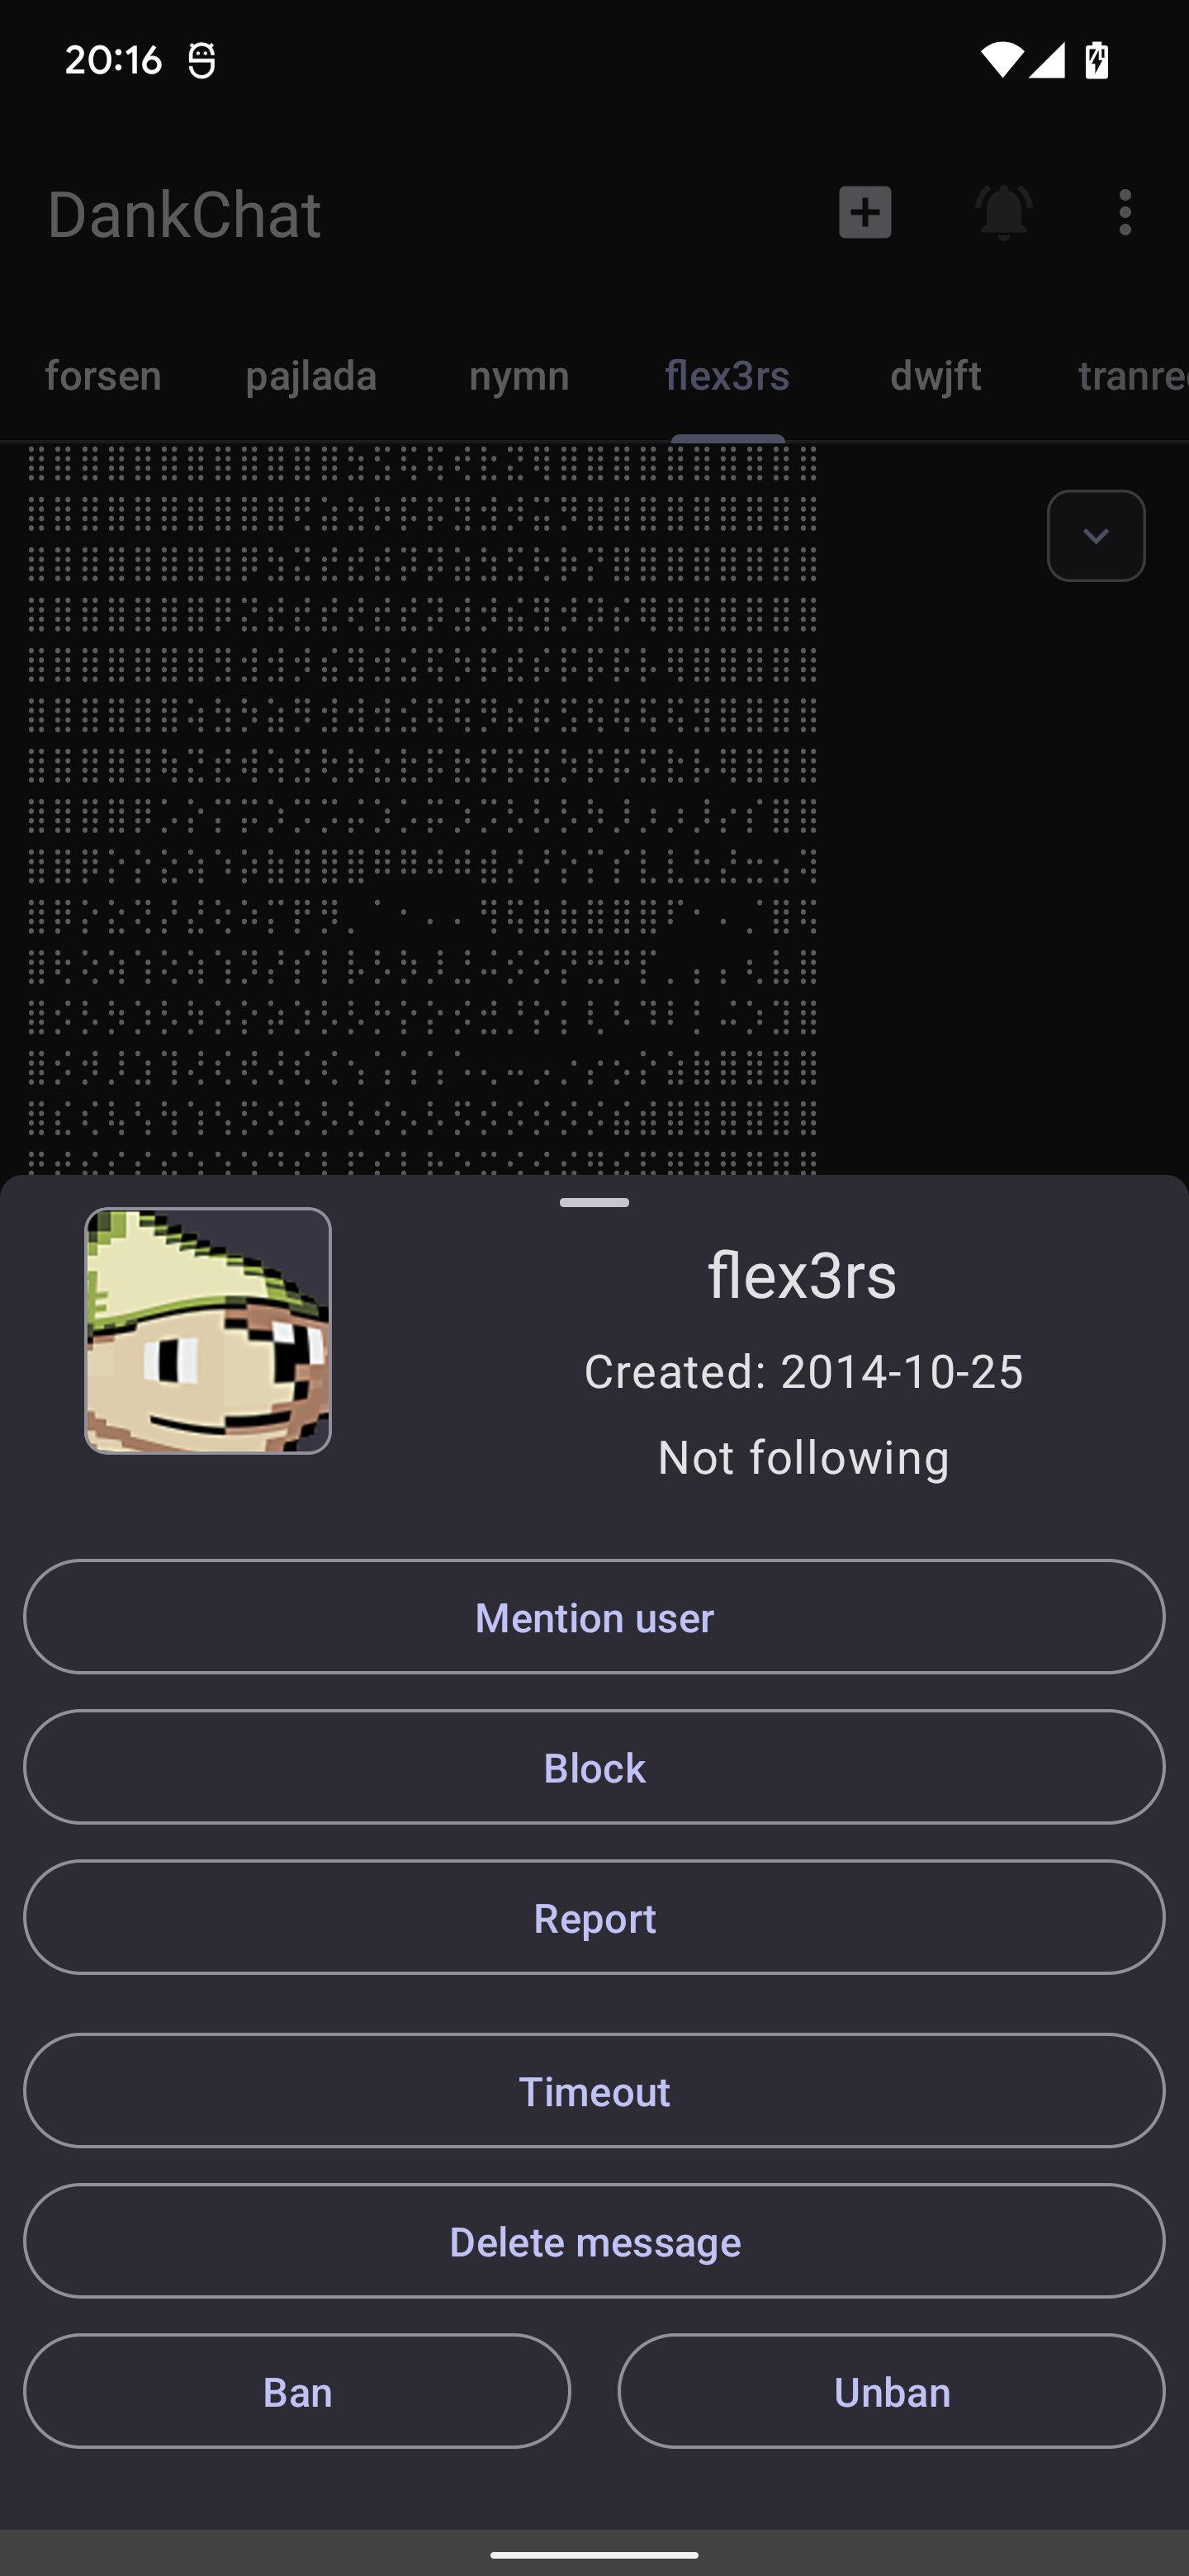 20:16
DankChat
forsen pajlada nymn flex3rs dwjft tranre
flex3rs
Created: 2014-10-25
Not following
Mention user
Block
Report
Timeout
Delete message
Ban Unban